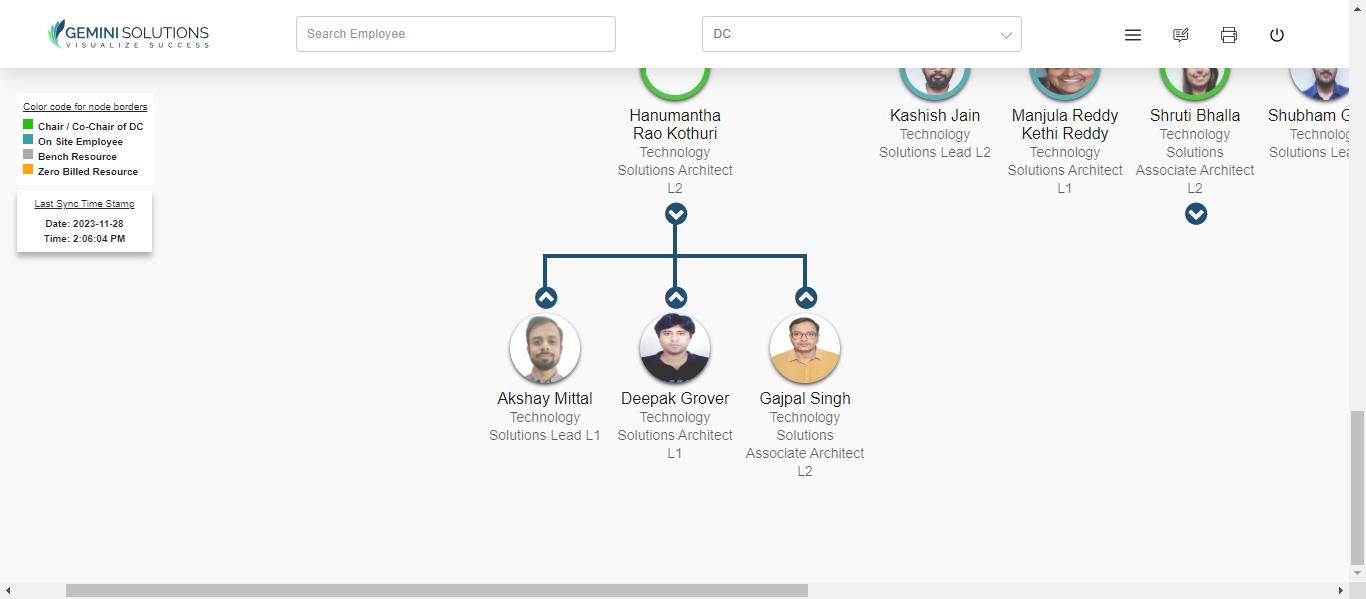 GEMINI SOLUTIONS
VISUALIZE SUCCESS
Search Employee
DC
Color code for node borders
Chair / Co-Chair of DC
On Site Employee
Bench Resource
Zero Billed Resource
Last Sync Time Stamp
Date: 2023-11-28
Time: 2:06:04 PM
Hanumantha
Rao Kothuri
Technology
Solutions Architect
L2
Kashish Jain
Technology
Solutions Lead L2
Manjula Reddy
Kethi Reddy
Technology
Solutions Architect
L1
Shruti Bhalla
Technology
Solutions
Associate Architect
L2
Shubham G
Technolog
Solutions Lea
Akshay Mittal
Technology
Solutions Lead L1
Deepak Grover
Technology
Solutions Architect
L1
Gajpal Singh
Technology
Solutions
Associate Architect
L2